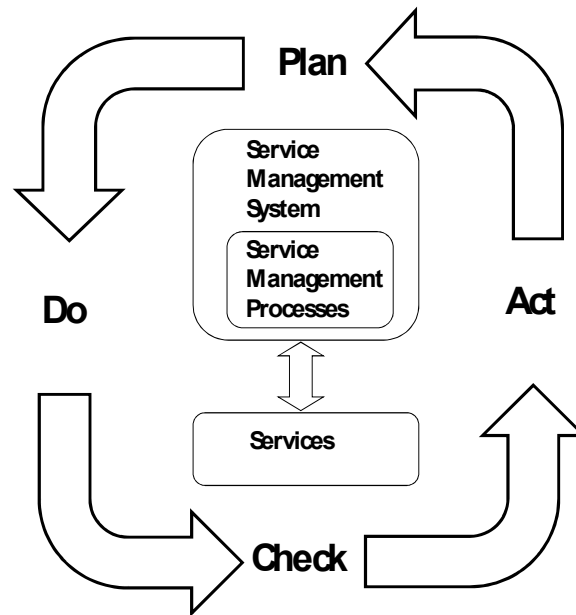 Plan
Service
Management
System
Service
Management
Processes
Do
Act
Services
Check